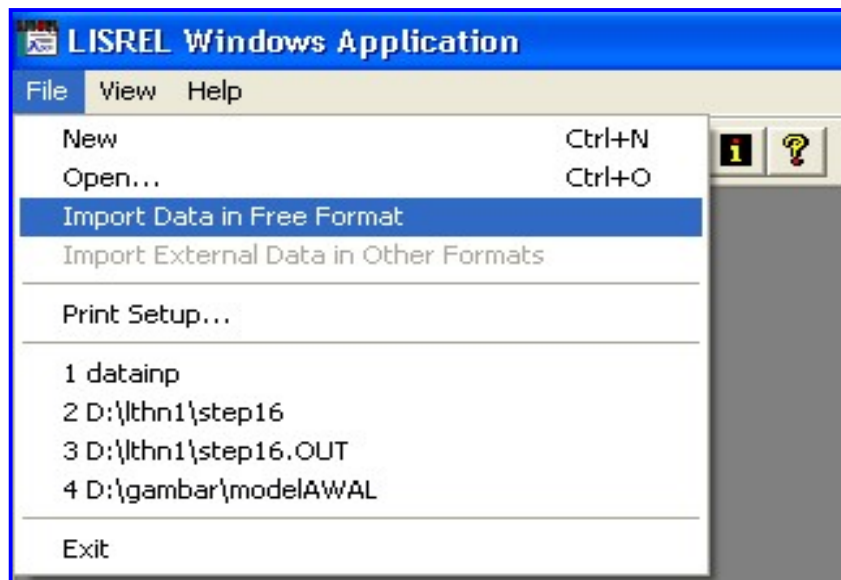 LISREL Windows Application
File View Help
New Ctrl+N
Open... Ctrl+O
Import Data in Free Format
Import External Data in Other Formats
Print Setup...
1 datainp
2 D:\lthn1\step16
3 D:\lthn1\step16.OUT
4 D:\gambar\modelAWAL
Exit